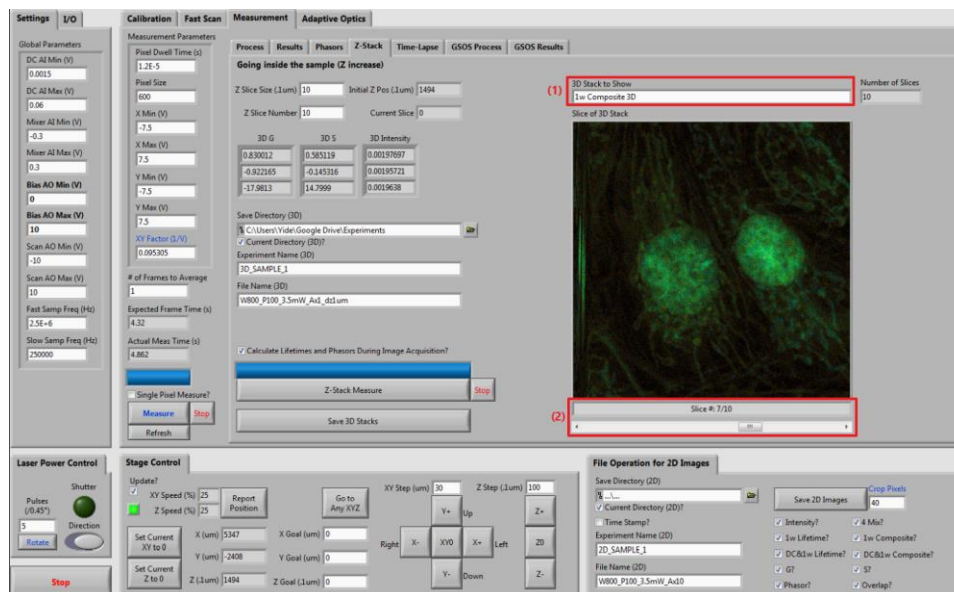 Settings I/O
Global Parameters
DC AI Min (V)
0.0015
DC AI Max (V)
0.06
Mixer AI Min (V)
-0.3
Mixer AI Max (V)
0.3
Bias AO Min (V)
0
Bias AO Max (V)
10
Scan AO Min (V)
-10
Scan AO Max (V)
10
Fast Samp Freq (Hz)
2.5E+6
Slow Samp Freq (Hz)
250000
Calibration Fast Scan Measurement Adaptive Optics
Measurement Parameters
Pixel Dwell Time (s)
1.2E-5
Pixel Size
600
X Min (V)
-7.5
X Max (V)
7.5
Y Min (V)
-7.5
Y Max (V)
7.5
XY Factor (1/V)
0.095305
# of Frames to Average
1
Expected Frame Time (s)
4.32
Actual Meas Time (s)
4.862
Single Pixel Measure?
Measure Stop
Refresh
Process Results Phasors Z-Stack Time-Lapse GSOS Process GSOS Results
Going inside the sample (Z increase)
Z Slice Size (.1um) 10 Initial Z Pos (.1um) 1494
Z Slice Number 10 Current Slice 0
3D G 3D S 3D Intensity
0.830012 0.585119 0.00197697
-0.922165 -0.145316 0.00195721
-17.9813 14.7999 0.0019638
Save Directory (3D)
C:\Users\Yide\Google Drive\Experiments
Current Directory (3D)?
Experiment Name (3D)
3D_SAMPLE_1
File Name (3D)
W800_P100_3.5mW_Ax1_dz1um
Calculate Lifetimes and Phasors During Image Acquisition?
Z-Stack Measure Stop
Save 3D Stacks
(1)
3D Stack to Show
1w Composite 3D
Number of Slices
10
Slice of 3D Stack
(2)
Slice #: 7/10
Laser Power Control
Shutter
Pulses
(/0.45°)
5
Direction
Rotate
Stop
Stage Control
Update?
XY Speed (%) 25
Z Speed (%) 25
Report
Position
Go to
Any XYZ
Set Current
XY to 0
X (um) 5347 X Goal (um) 0
Y (um) -2408 Y Goal (um) 0
Set Current
Z to 0
Z (.1um) 1494 Z Goal (.1um) 0
XY Step (um) 30 Z Step (.1um) 100
Y+ Up Z+
Right X- XY0 X+ Left Z0
Y- Down Z-
File Operation for 2D Images
Save Directory (2D)
..\...
Current Directory (2D)?
Time Stamp?
Experiment Name (2D)
2D_SAMPLE_1
File Name (2D)
W800_P100_3.5mW_Ax10
Save 2D Images
Crop Pixels
40
Intensity? 4 Mix?
1w Lifetime? 1w Composite?
DC&1w Lifetime? DC&1w Composite?
G? S?
Phasor? Overlap?